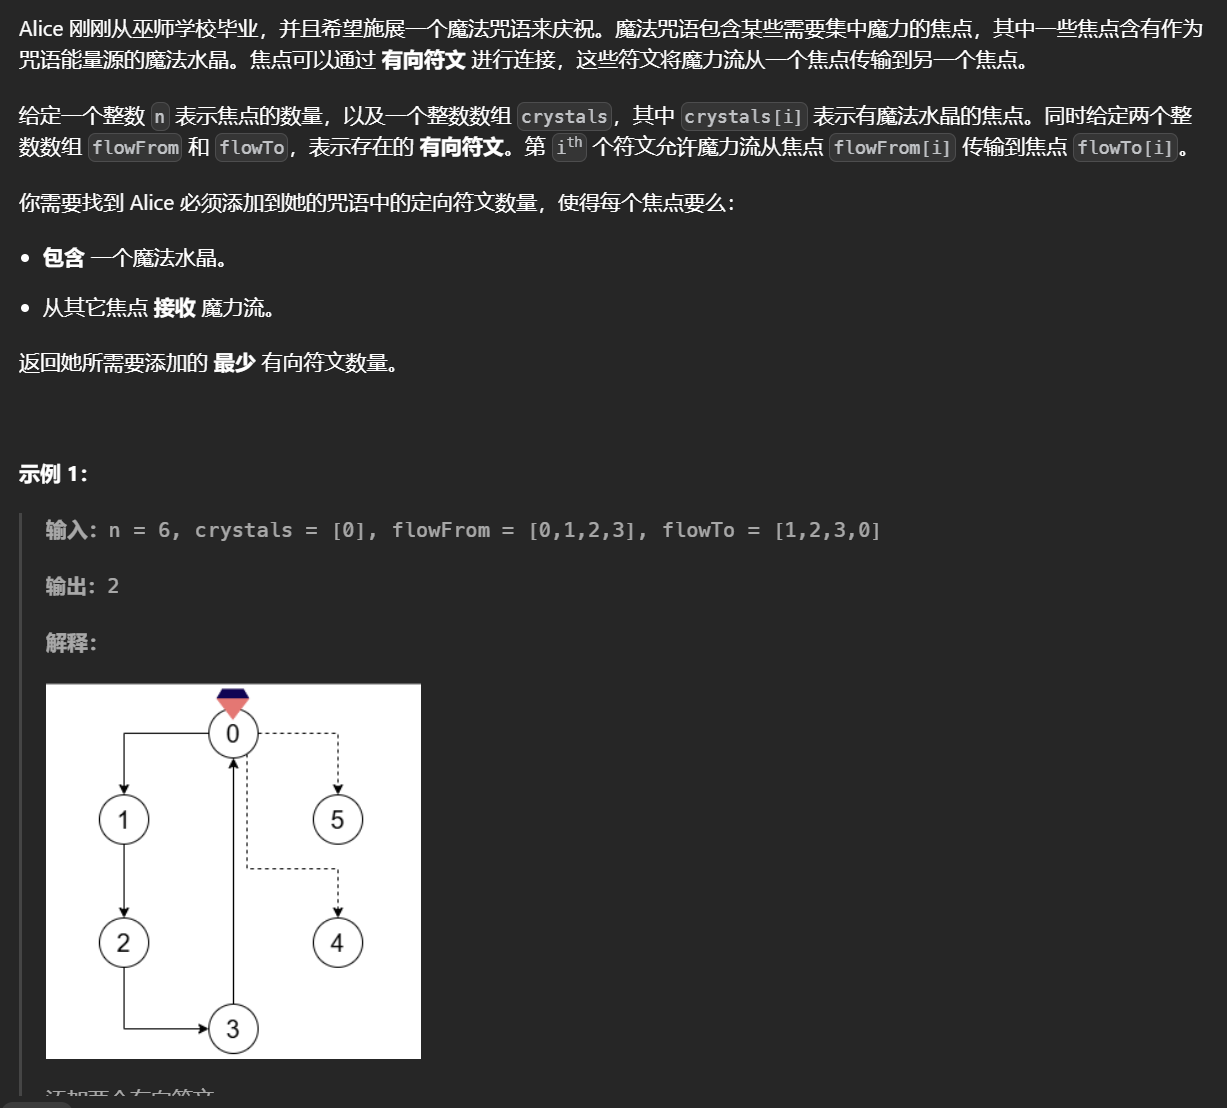 Alice 刚刚从巫师学校毕业，并且希望施展一个魔法咒语来庆祝。魔法咒语包含某些需要集中魔力的焦点，其中一些焦点含有作为
咒语能量源的魔法水晶。焦点可以通过 有向符文 进行连接，这些符文将魔力流从一个焦点传输到另一个焦点。
给定一个整数 n 表示焦点的数量，以及一个整数数组 crystals，其中 crystals[i] 表示有魔法水晶的焦点。同时给定两个整
数数组 flowFrom 和 flowTo，表示存在的 有向符文。第 ith 个符文允许魔力流从焦点 flowFrom[i] 传输到焦点 flowTo[i]。
你需要找到 Alice 必须添加到她的咒语中的定向符文数量，使得每个焦点要么：
• 包含 一个魔法水晶。
• 从其它焦点 接收 魔力流。
返回她所需要添加的 最少 有向符文数量。
示例 1：
输入：n = 6, crystals = [0], flowFrom = [0,1,2,3], flowTo = [1,2,3,0]
输出：2
解释：
0
1
5
2
4
3